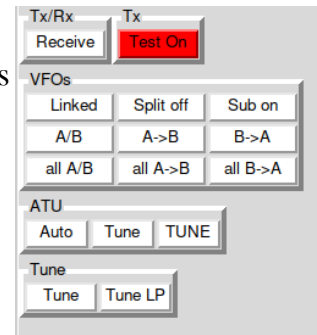 Tx/Rx Tx
Receive Test On
s
VFOs
Linked Split off Sub on
A/B A->B B->A
all A/B all A->B all B->A
ATU
Auto Tune TUNE
Tune
Tune Tune LP